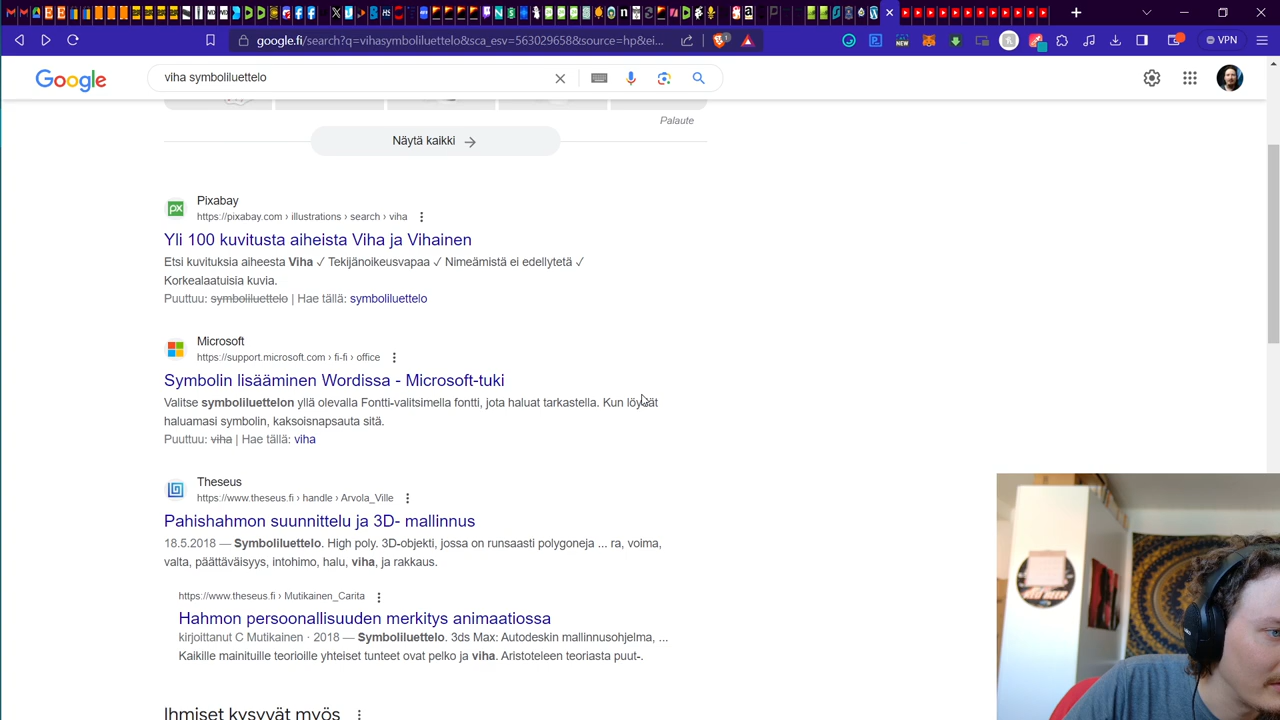 google.fi/search?q=vihasymboliluettelo&sca_esv=563029658&source=hp&ei...
VPN
Google
viha symboliluettelo
Palaute
Näytä kaikki
Pixabay
https://pixabay.com › illustrations › search › viha
Yli 100 kuvitusta aiheista Viha ja Vihainen
Etsi kuvituksia aiheesta Viha ✓ Tekijänoikeusvapaa ✓ Nimeämistä ei edellytetä ✓
Korkealaatuisia kuvia.
Puuttuu: symboliluettelo | Hae tällä: symboliluettelo
Microsoft
https://support.microsoft.com › fi-fi › office
Symbolin lisääminen Wordissa - Microsoft-tuki
Valitse symboliluettelon yllä olevalla Fontti-valitsimella fontti, jota haluat tarkastella. Kun löydät
haluamasi symbolin, kaksoisnapsauta sitä.
Puuttuu: viha | Hae tällä: viha
Theseus
https://www.theseus.fi › handle › Arvola_Ville
Pahishahmon suunnittelu ja 3D- mallinnus
18.5.2018 — Symboliluettelo. High poly. 3D-objekti, jossa on runsaasti polygoneja ... ra, voima,
valta, päättäväisyys, intohimo, halu, viha, ja rakkaus.
https://www.theseus.fi › Mutikainen_Carita
Hahmon persoonallisuuden merkitys animaatiossa
kirjoittanut C Mutikainen · 2018 — Symboliluettelo. 3ds Max: Autodeskin mallinnusohjelma, ...
Kaikille mainituille teorioille yhteiset tunteet ovat pelko ja viha. Aristoteleen teoriasta puut-.
Ihmiset kysyvät myös